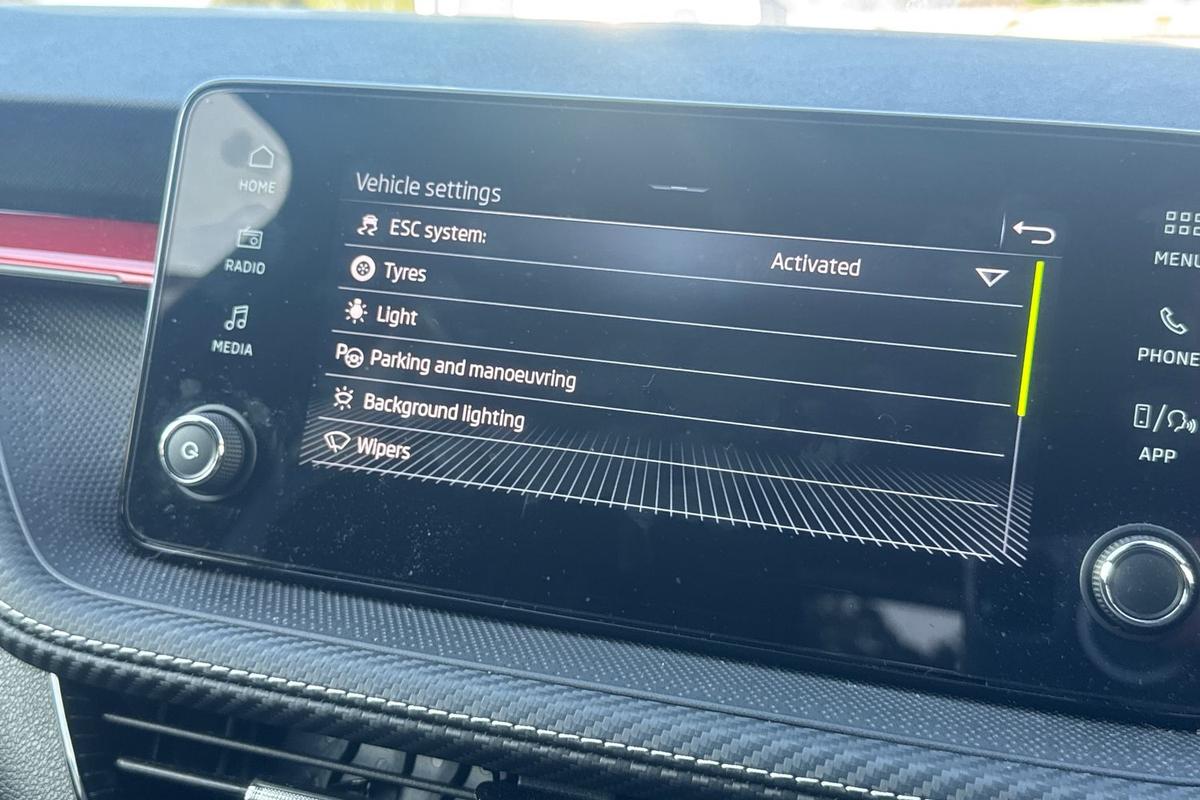 HOME
RADIO
MEDIA
Vehicle settings
ESC system: Activated
Tyres
Light
Parking and manoeuvring
Background lighting
Wipers
MENU
PHONE
APP